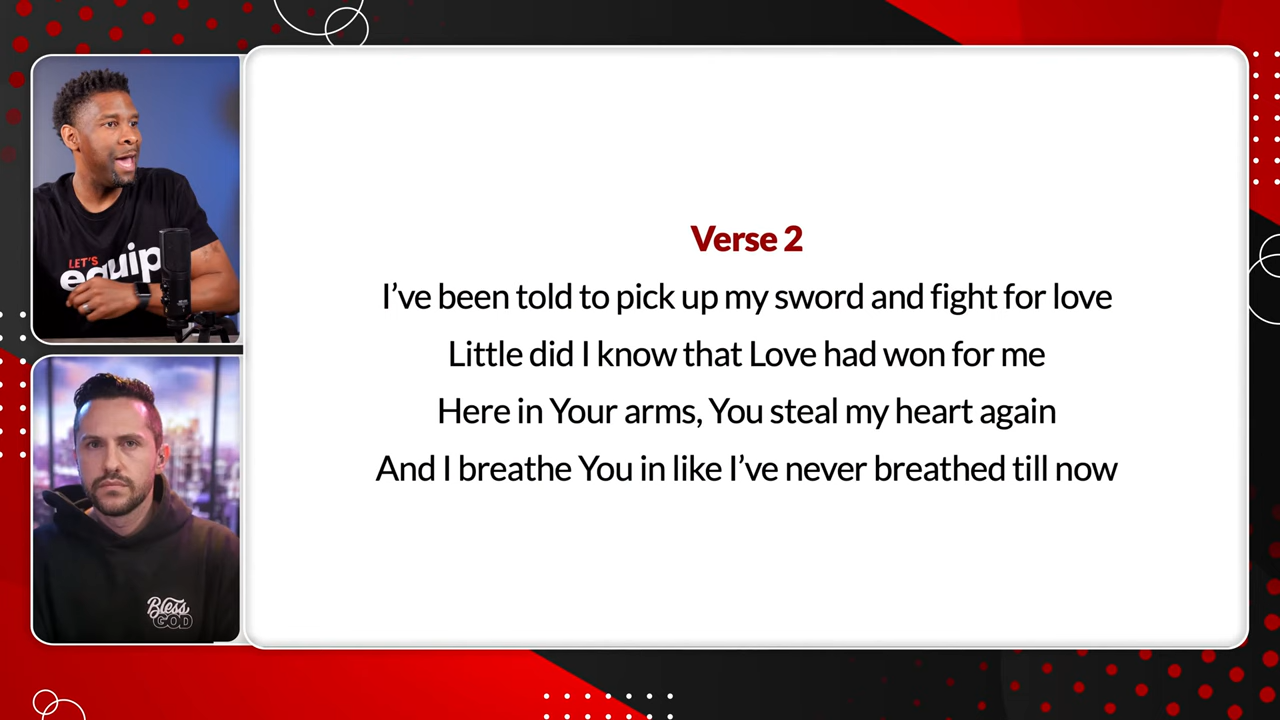 LET'S
equip
Bless
GOD
Verse 2
I've been told to pick up my sword and fight for love
Little did I know that Love had won for me
Here in Your arms, You steal my heart again
And I breathe You in like I've never breathed till now